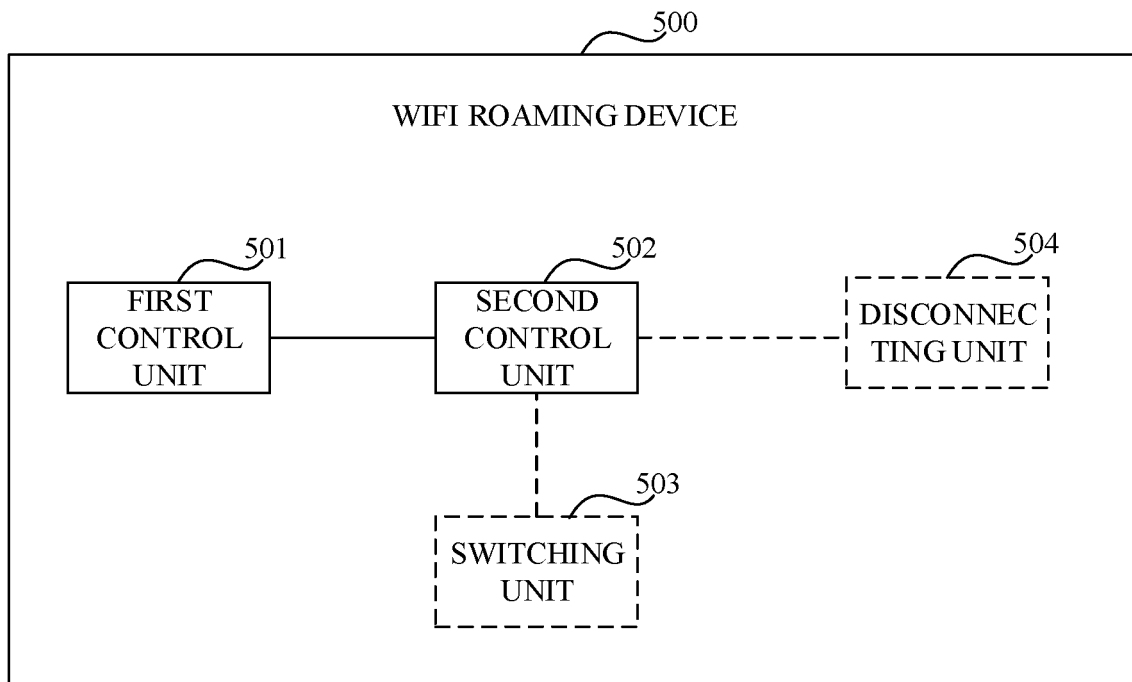 500
WIFI ROAMING DEVICE
501
FIRST
CONTROL
UNIT
502
SECOND
CONTROL
UNIT
504
DISCONNEC
TING UNIT
503
SWITCHING
UNIT